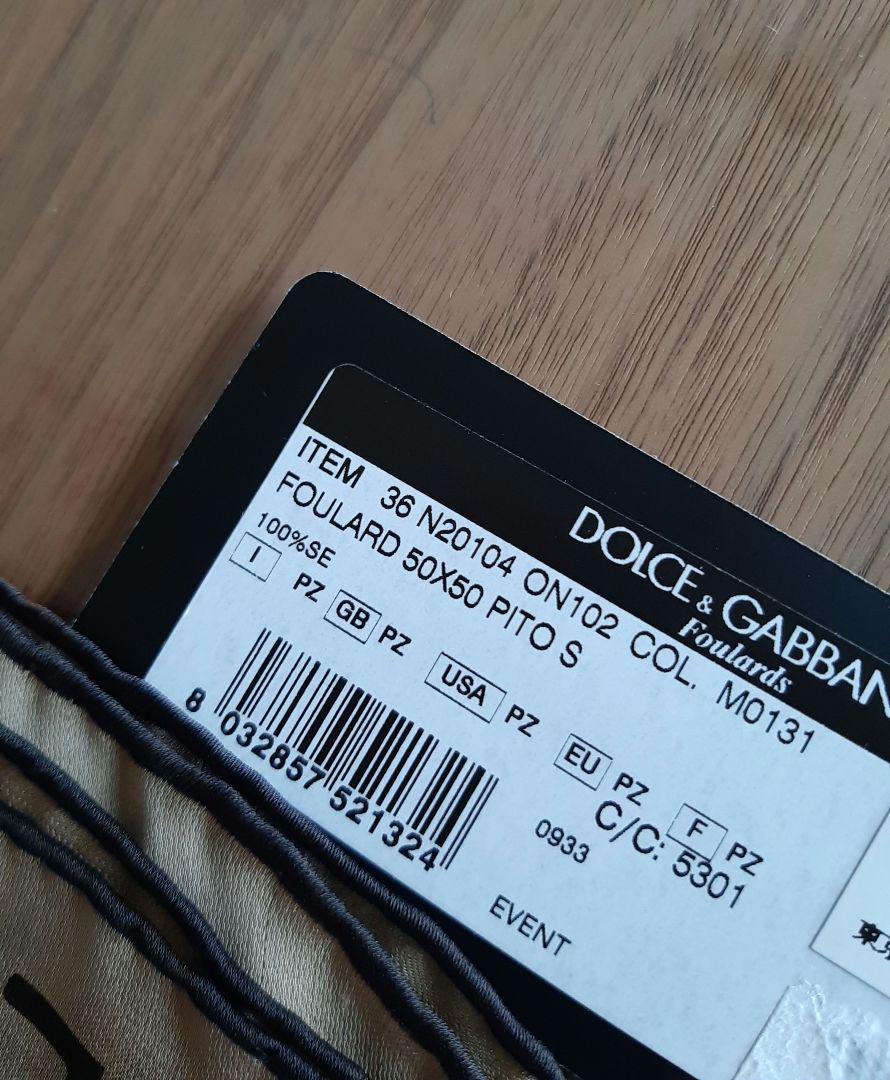 DOLCE & GABBAN
Foulards
ITEM 36 N20104 ON102 COL. M0131
FOULARD 50X50 PITO S
100%SE
I PZ GB PZ USA PZ EU PZ F PZ
8 032857 521324
0933 C/C: 5301
EVENT
東